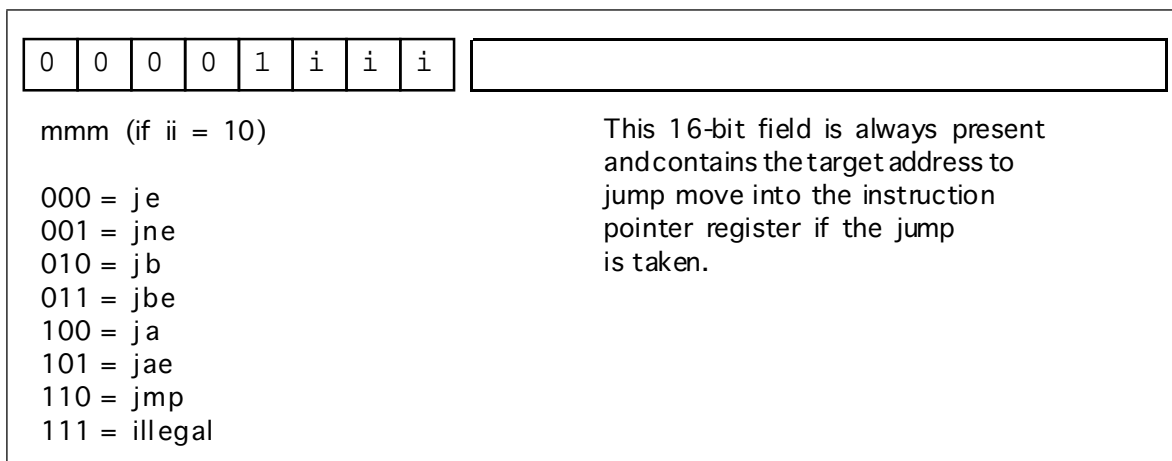 0 0 0 0 1 i i i
mmm (if ii = 10)
000 = je
001 = jne
010 = jb
011 = jbe
100 = ja
101 = jae
110 = jmp
111 = illegal
This 16-bit field is always present
and contains the target address to
jump move into the instruction
pointer register if the jump
is taken.